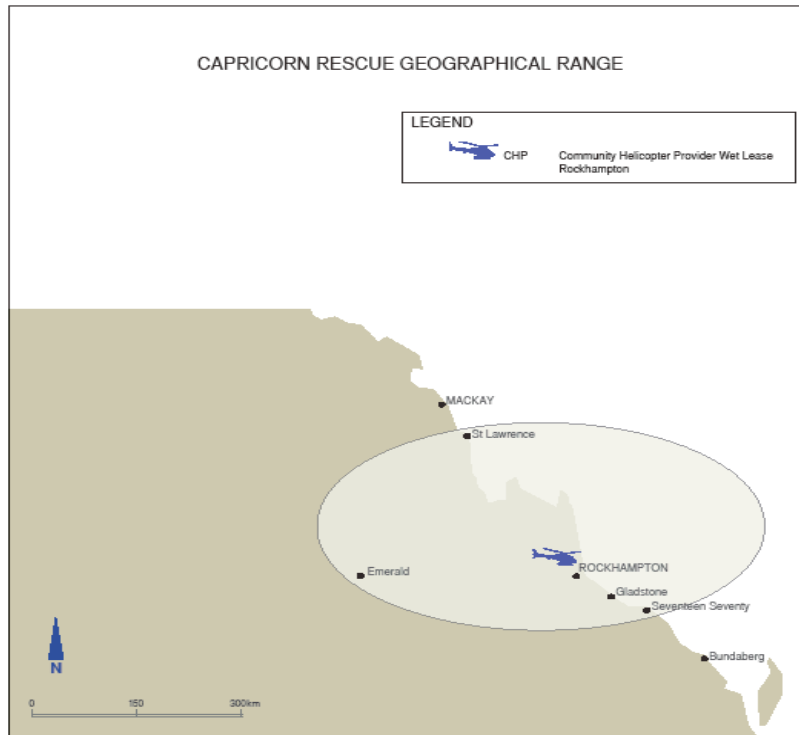 CAPRICORN RESCUE GEOGRAPHICAL RANGE
LEGEND
CHP Community Helicopter Provider Wet Lease
Rockhampton
MACKAY
St Lawrence
Emerald
ROCKHAMPTON
Gladstone
Seventeen Seventy
Bundaberg
N
0 150 300km